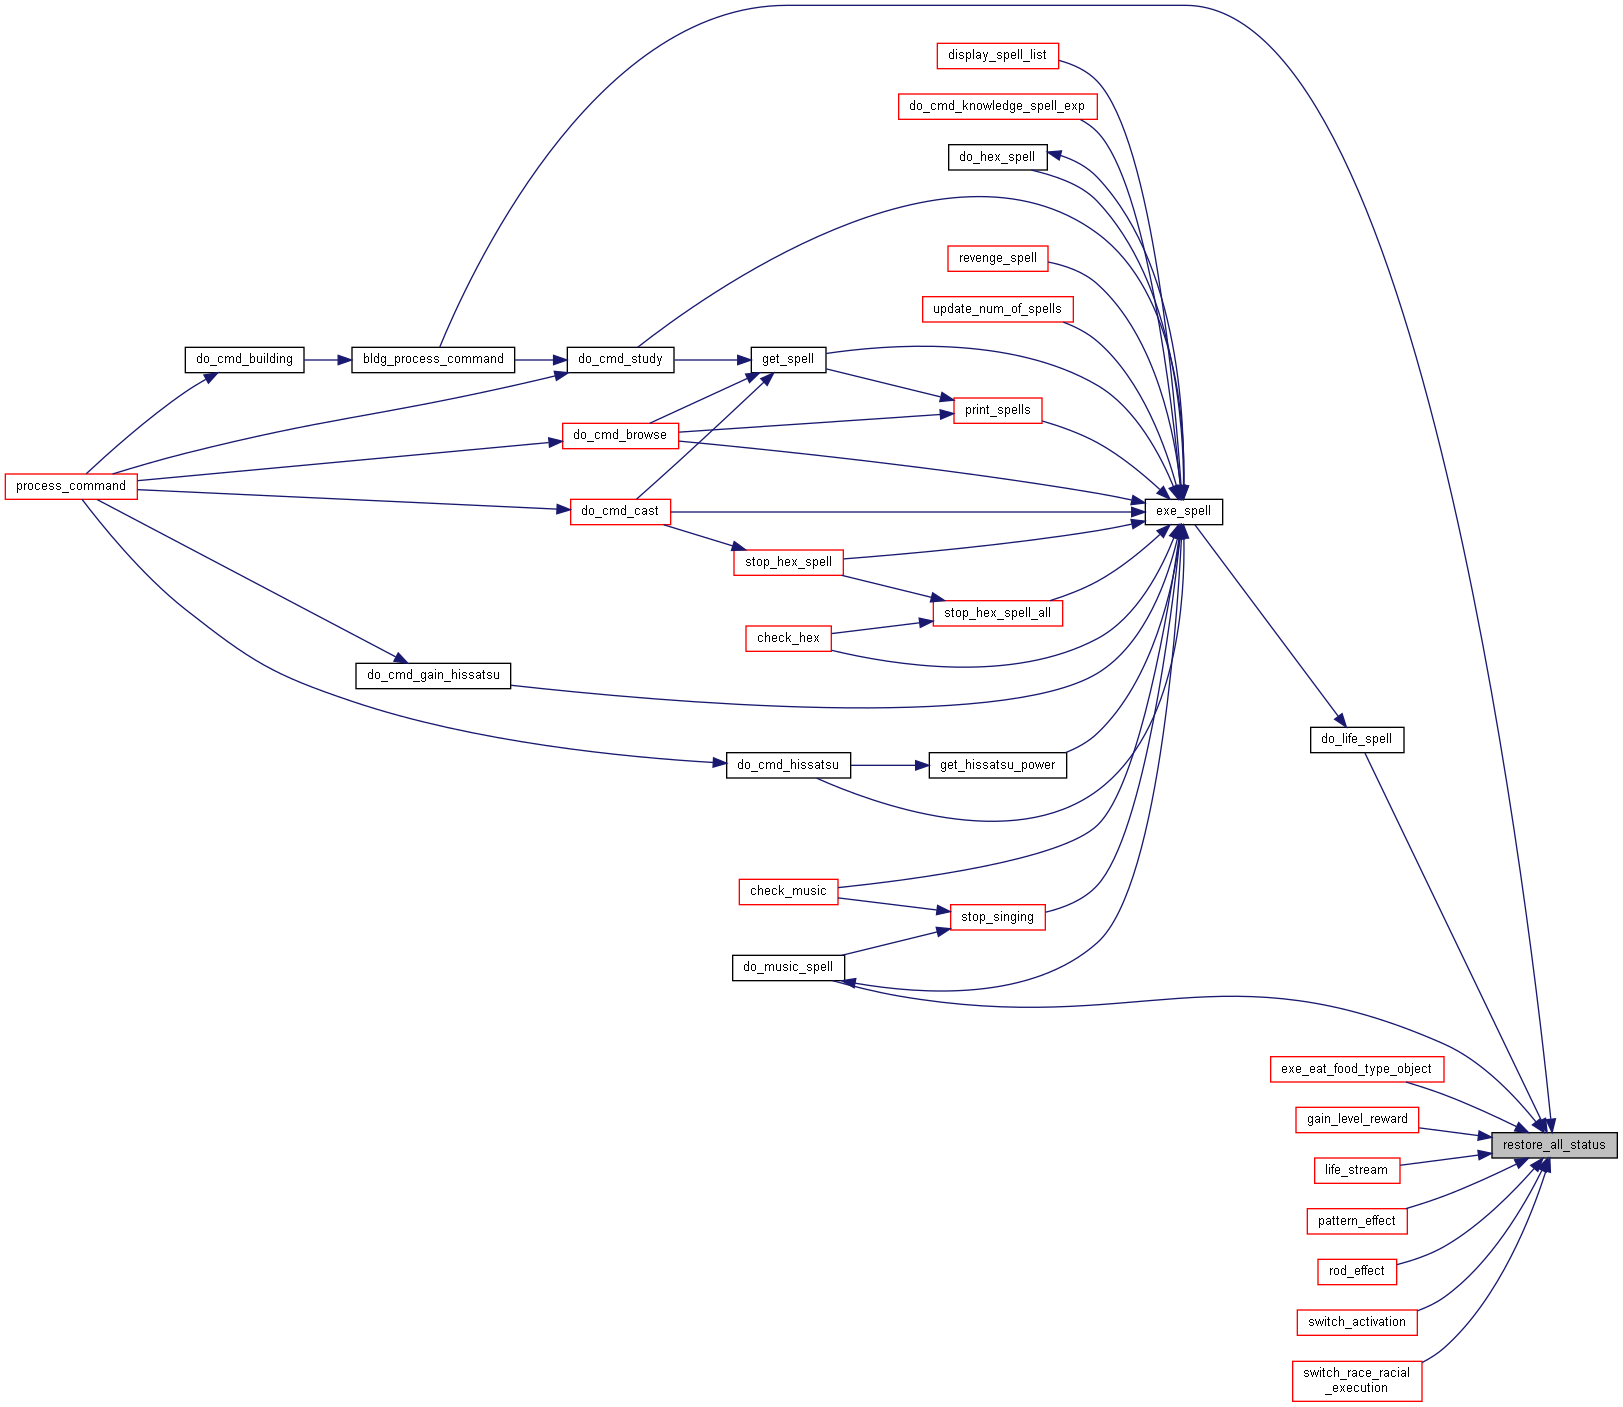 display_spell_list
do_cmd_knowledge_spell_exp
do_hex_spell
revenge_spell
update_num_of_spells
do_cmd_building
bldg_process_command
do_cmd_study
get_spell
print_spells
do_cmd_browse
process_command
do_cmd_cast
exe_spell
stop_hex_spell
stop_hex_spell_all
check_hex
do_cmd_gain_hissatsu
do_life_spell
do_cmd_hissatsu
get_hissatsu_power
check_music
stop_singing
do_music_spell
exe_eat_food_type_object
gain_level_reward
restore_all_status
life_stream
pattern_effect
rod_effect
switch_activation
switch_race_racial
_execution